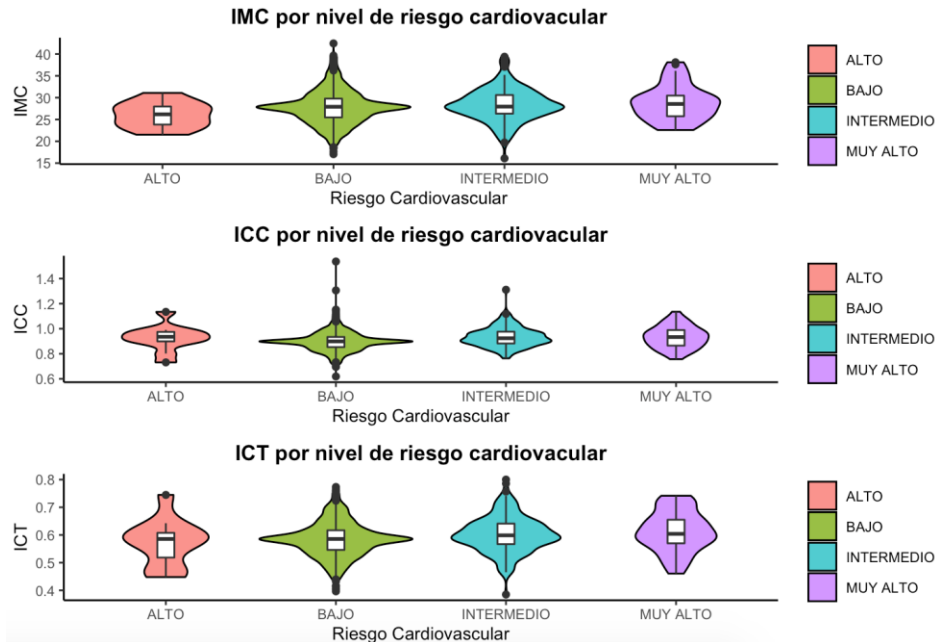 IMC por nivel de riesgo cardiovascular
40
35
30
25
20
15
IMC
ALTO BAJO INTERMEDIO MUY ALTO
Riesgo Cardiovascular
ALTO
BAJO
INTERMEDIO
MUY ALTO
ICC por nivel de riesgo cardiovacular
1.4
1.2
1.0
0.8
0.6
ICC
ALTO BAJO INTERMEDIO MUY ALTO
Riesgo Cardiovascular
ALTO
BAJO
INTERMEDIO
MUY ALTO
ICT por nivel de riesgo cardiovacular
0.8
0.7
0.6
0.5
0.4
ICT
ALTO BAJO INTERMEDIO MUY ALTO
Riesgo Cardiovascular
ALTO
BAJO
INTERMEDIO
MUY ALTO